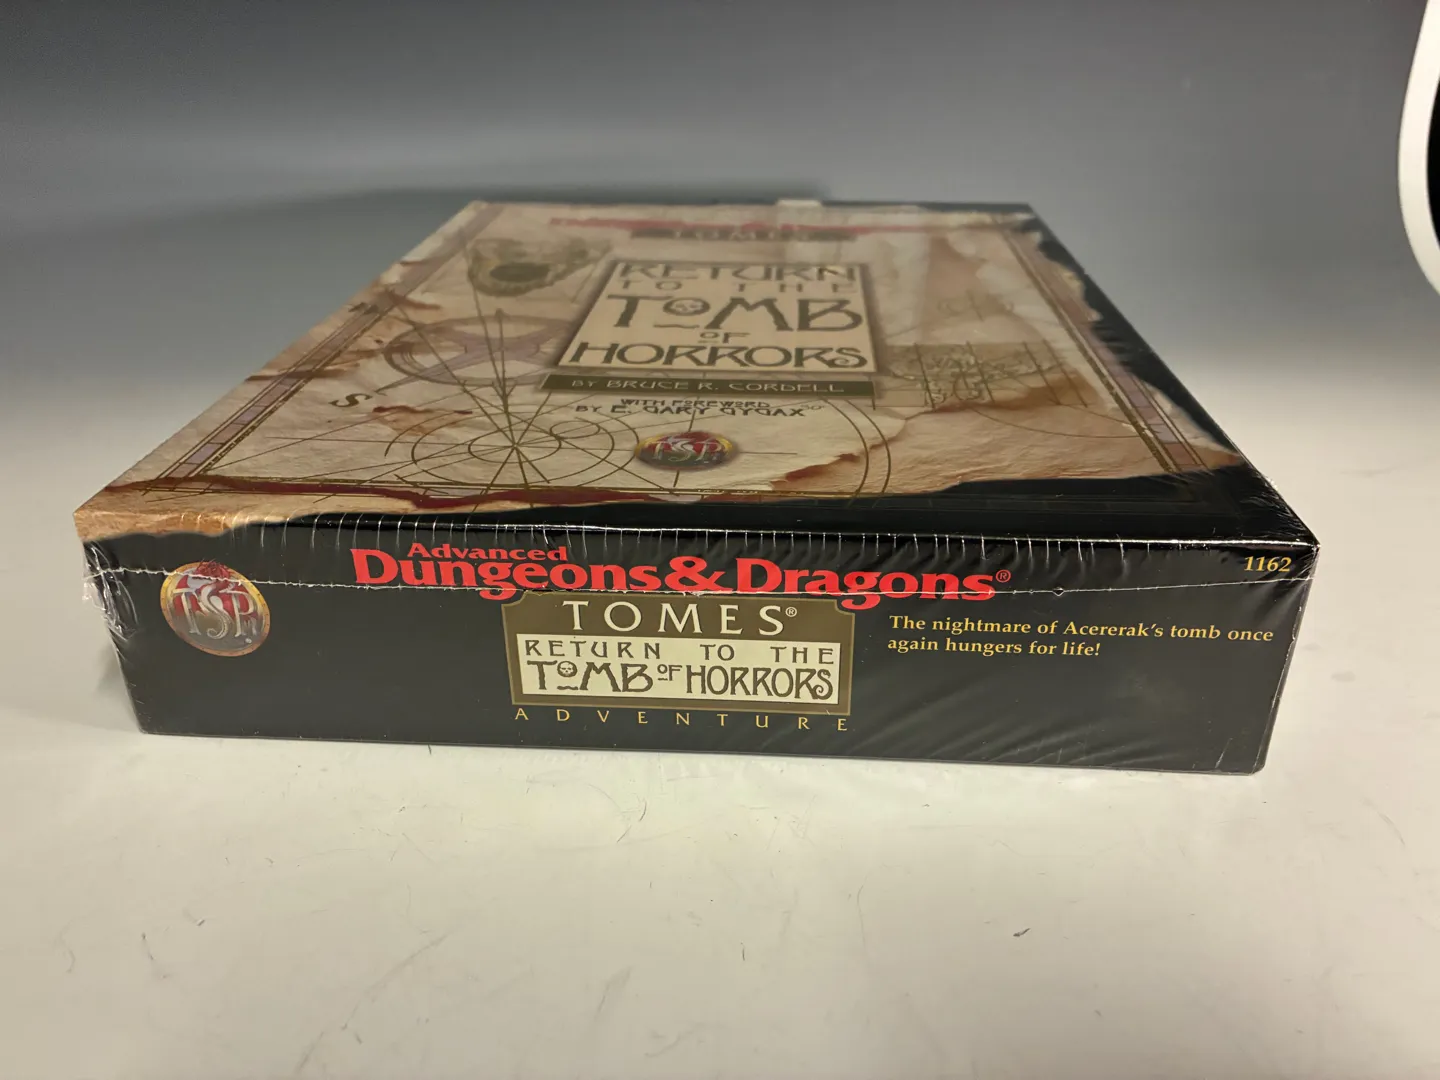 TOMES
RETURN
TO THE
TOMB
OF
HORRORS
BY BRUCE R. CORDELL
WITH FOREWORD
BY E. GARY GYGAX
TSR
Advanced
Dungeons & Dragons®
1162
TSR
TOMES®
RETURN TO THE
TOMB OF HORRORS
ADVENTURE
The nightmare of Acererak's tomb once
again hungers for life!